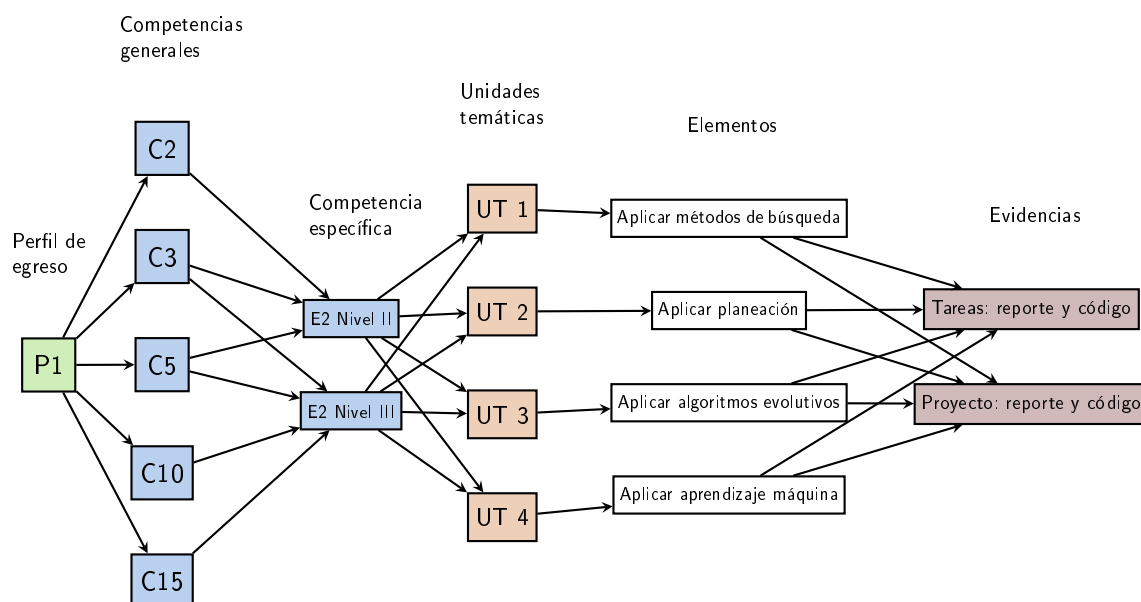 Competencias
generales
Unidades
temáticas
Elementos
C2
Competencia
específica
UT 1
Aplicar métodos de búsqueda
Evidencias
Perfil de
egreso
C3
E2 Nivel II
UT 2
Aplicar planeación
Tareas: reporte y código
P1
C5
E2 Nivel III
UT 3
Aplicar algoritmos evolutivos
Proyecto: reporte y código
C10
UT 4
Aplicar aprendizaje máquina
C15